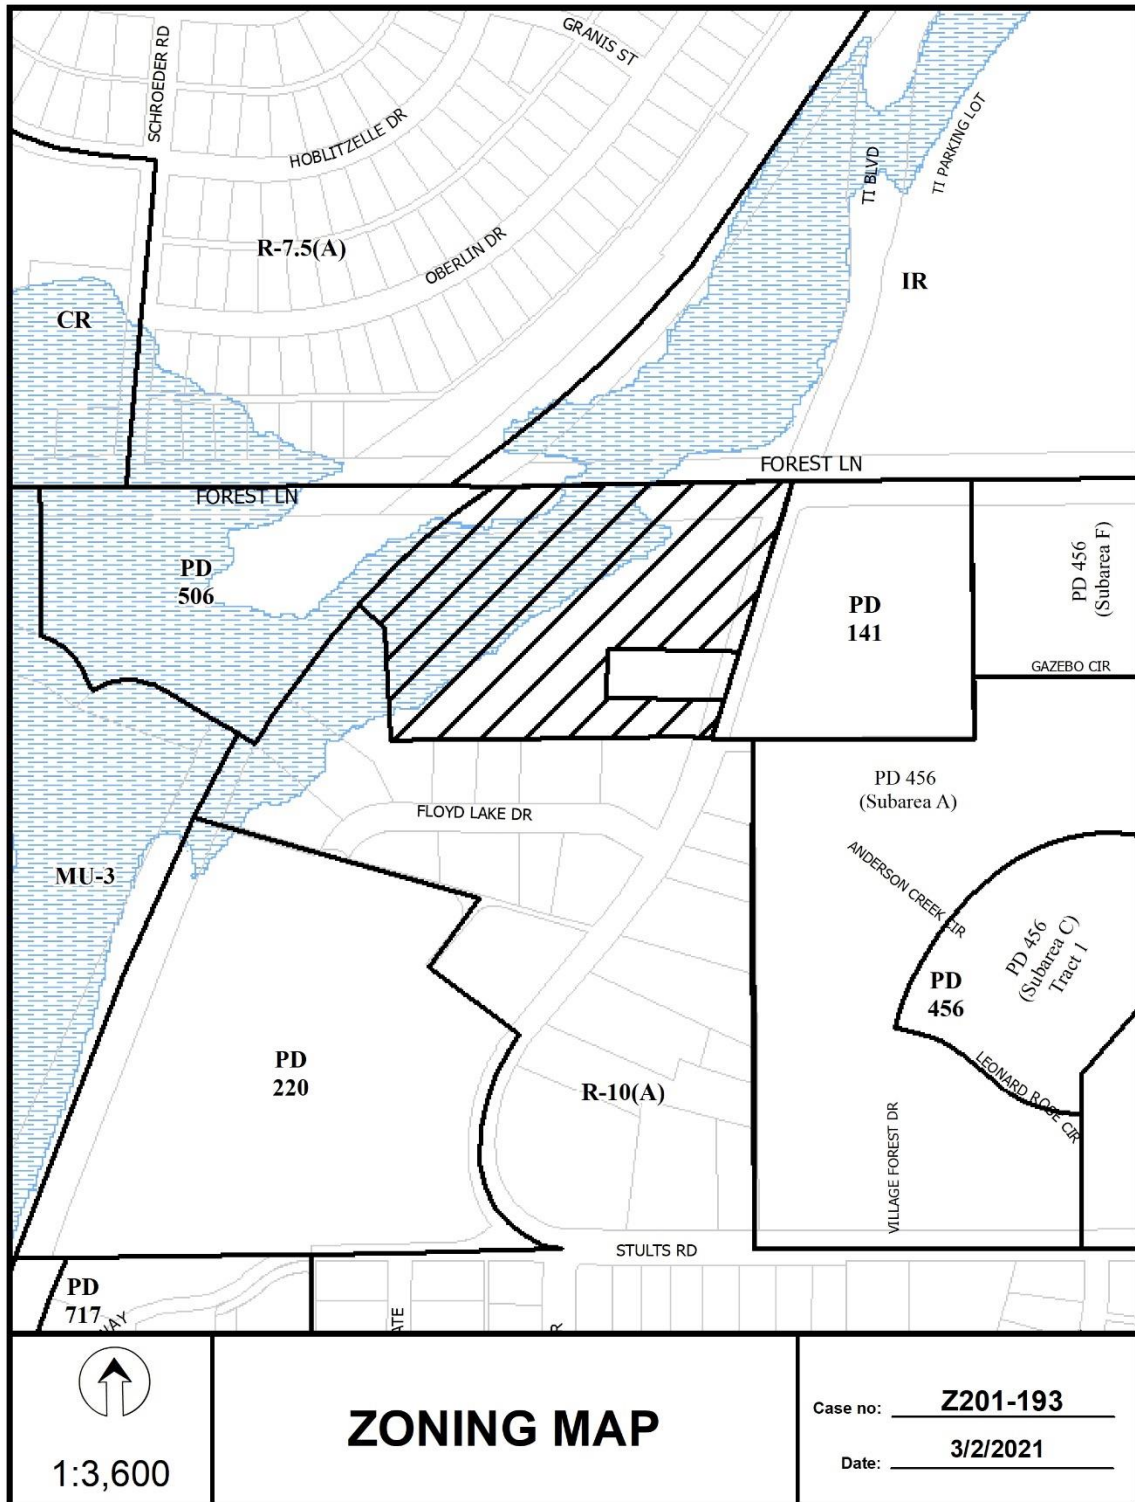 GRANIS ST
SCHROEDER RD
HOBLITZELLE DR
TI BLVD
TI PARKING LOT
R-7.5(A)
OBERLIN DR
IR
CR
FOREST LN
FOREST LN
PD 456
(Subarea F)
PD
506
PD
141
GAZEBO CIR
PD 456
(Subarea A)
FLOYD LAKE DR
MU-3
ANDERSON CREEK CIR
PD 456
(Subarea C)
Tract 1
PD
456
PD
220
R-10(A)
LEONARD ROSE CIR
VILLAGE FOREST DR
STULTS RD
PD
717
WAY
ATE
R
1:3,600
ZONING MAP
Case no: Z201-193
Date: 3/2/2021